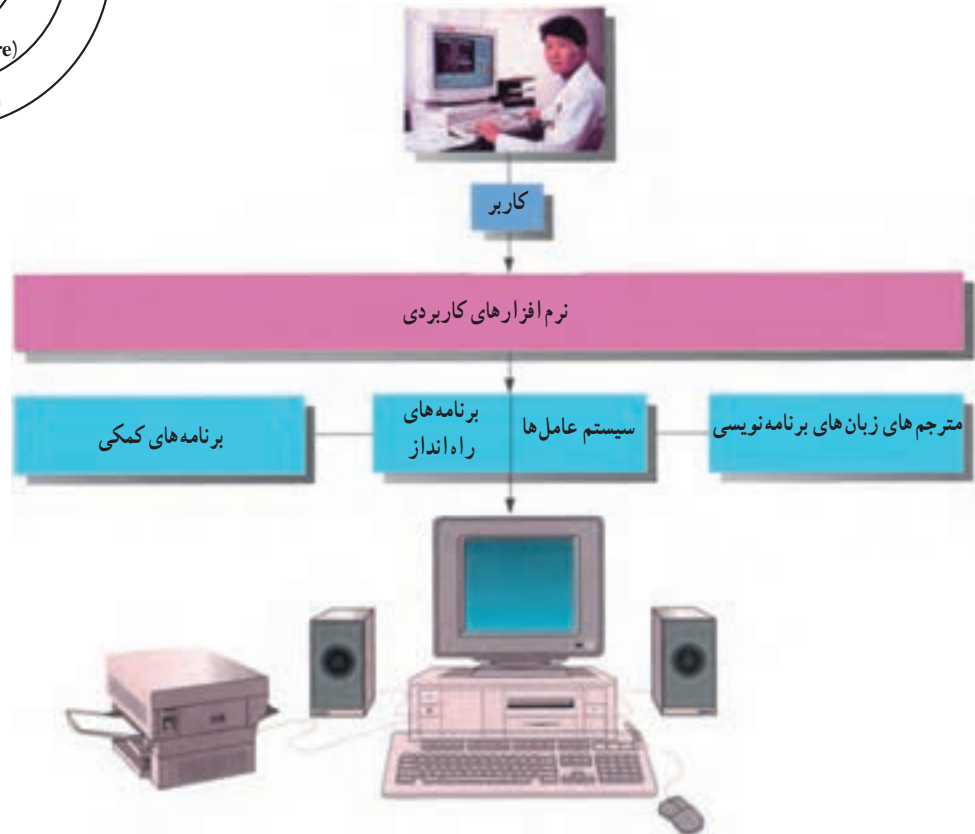 re)
کاربر
نرم افزارهای کاربردی
مترجم های زبان های برنامه نویسی
سیستم عامل ها
برنامه های
راه انداز
برنامه های کمکی